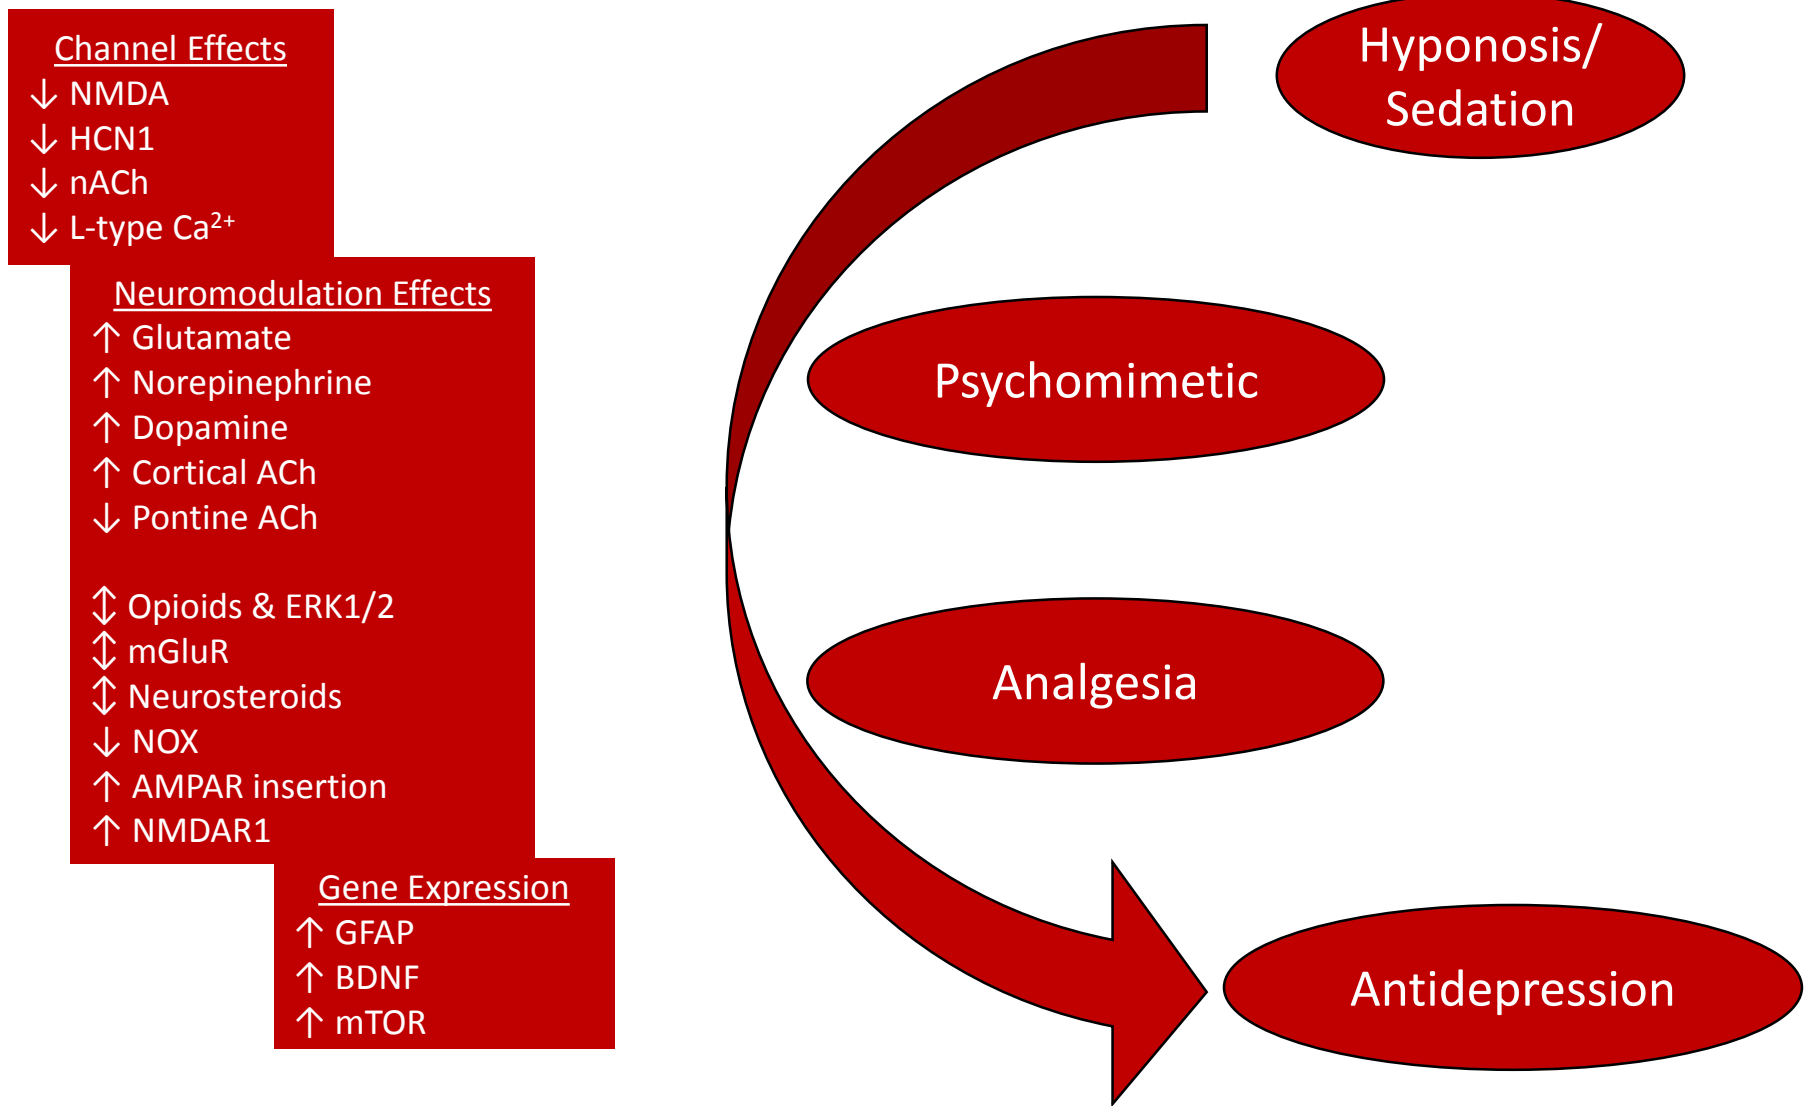 Channel Effects
↓ NMDA
↓ HCN1
↓ nACh
↓ L-type Ca²⁺
Neuromodulation Effects
↑ Glutamate
↑ Norepinephrine
↑ Dopamine
↑ Cortical ACh
↓ Pontine ACh
↕ Opioids & ERK1/2
↕ mGluR
↕ Neurosteroids
↓ NOX
↑ AMPAR insertion
↑ NMDAR1
Gene Expression
↑ GFAP
↑ BDNF
↑ mTOR
Hyponosis/
Sedation
Psychomimetic
Analgesia
Antidepression